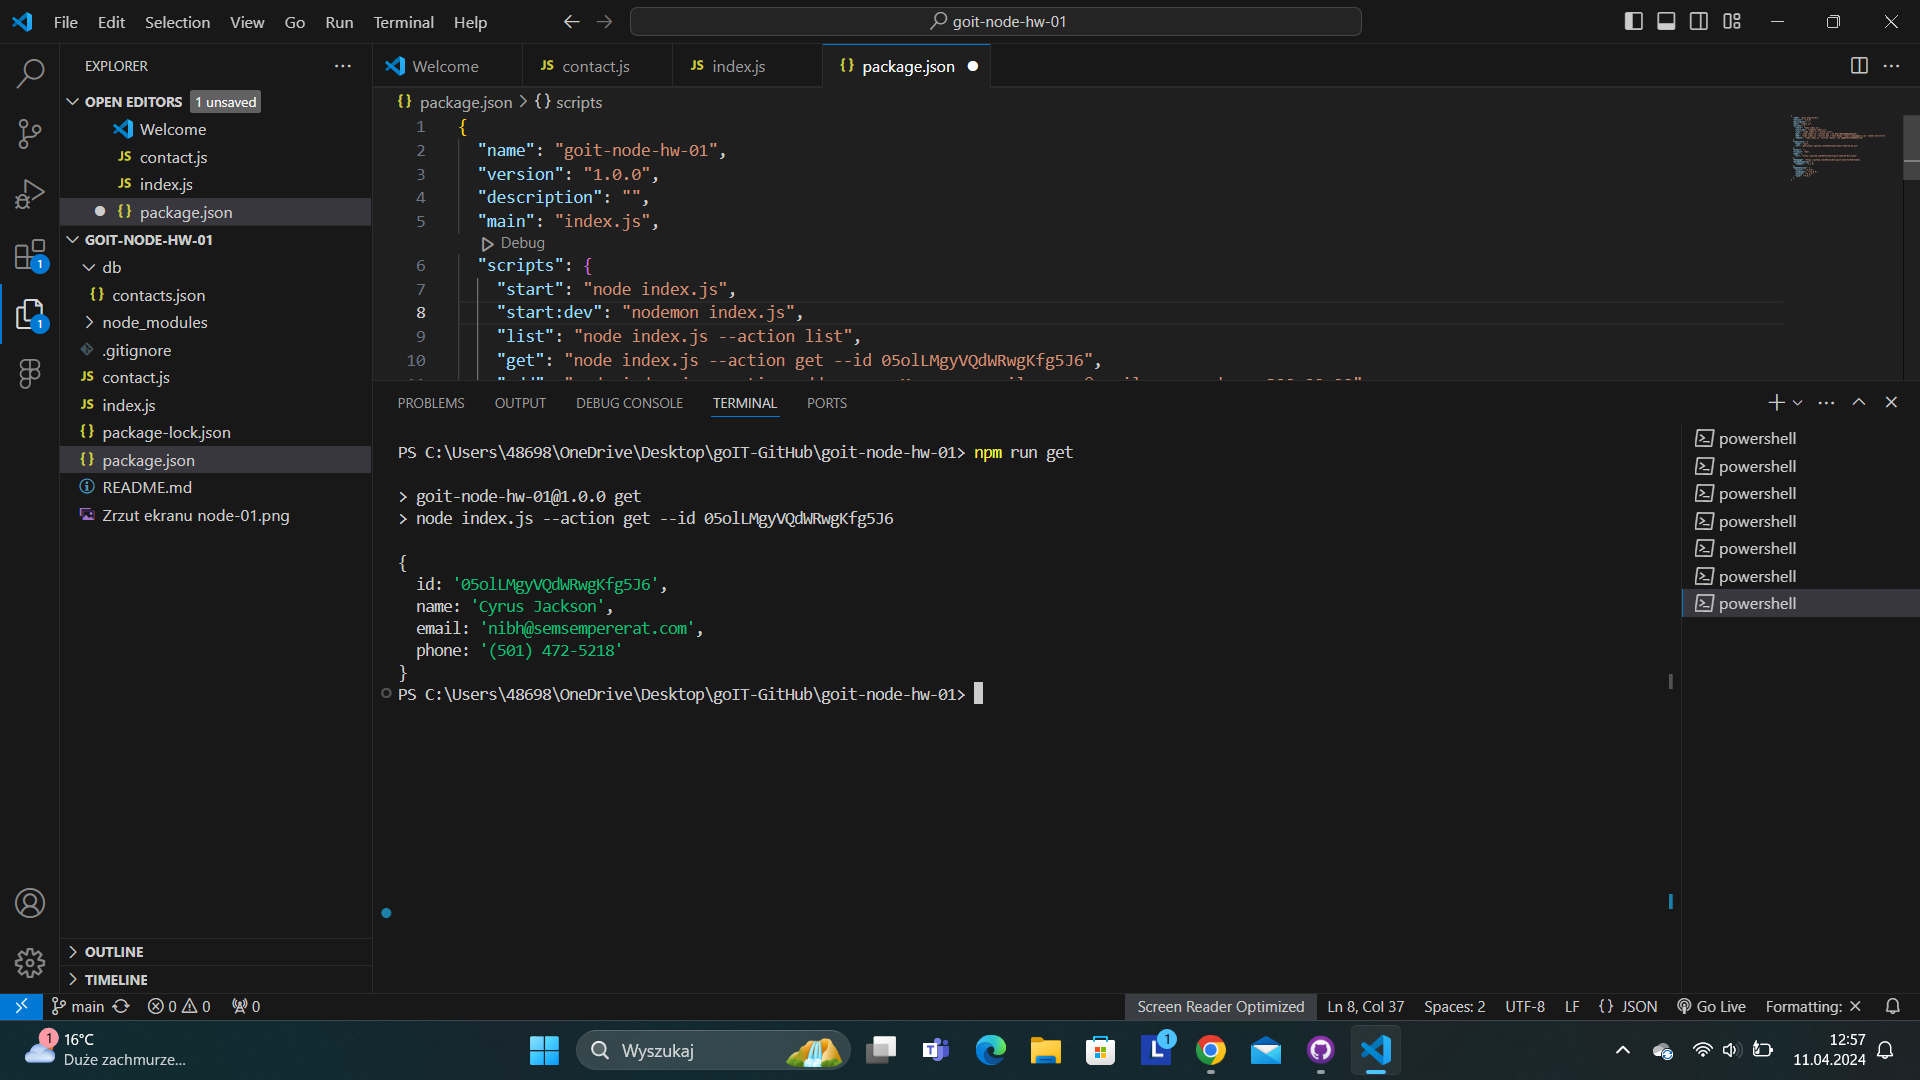 File Edit Selection View Go Run Terminal Help
goit-node-hw-01
EXPLORER
OPEN EDITORS 1 unsaved
Welcome
JS contact.js
JS index.js
{} package.json
GOIT-NODE-HW-01
db
{} contacts.json
node_modules
.gitignore
JS contact.js
JS index.js
{} package-lock.json
{} package.json
README.md
Zrzut ekranu node-01.png
OUTLINE
TIMELINE
Welcome
JS contact.js
JS index.js
{} package.json
{} package.json > {} scripts
1 {
2 "name": "goit-node-hw-01",
3 "version": "1.0.0",
4 "description": "",
5 "main": "index.js",
Debug
6 "scripts": {
7 "start": "node index.js",
8 "start:dev": "nodemon index.js",
9 "list": "node index.js --action list",
10 "get": "node index.js --action get --id 05olLMgyVQdWRwgKfg5J6",
PROBLEMS OUTPUT DEBUG CONSOLE TERMINAL PORTS
PS C:\Users\48698\OneDrive\Desktop\goIT-GitHub\goit-node-hw-01> npm run get
> goit-node-hw-01@1.0.0 get
> node index.js --action get --id 05olLMgyVQdWRwgKfg5J6
{
id: '05olLMgyVQdWRwgKfg5J6',
name: 'Cyrus Jackson',
email: 'nibh@semsempererat.com',
phone: '(501) 472-5218'
}
PS C:\Users\48698\OneDrive\Desktop\goIT-GitHub\goit-node-hw-01>
powershell
powershell
powershell
powershell
powershell
powershell
powershell
1
1
main 0 0 0
Screen Reader Optimized Ln 8, Col 37 Spaces: 2 UTF-8 LF {} JSON Go Live Formatting: ×
1
16°C
Duże zachmurze...
Wyszukaj
1
12:57
11.04.2024